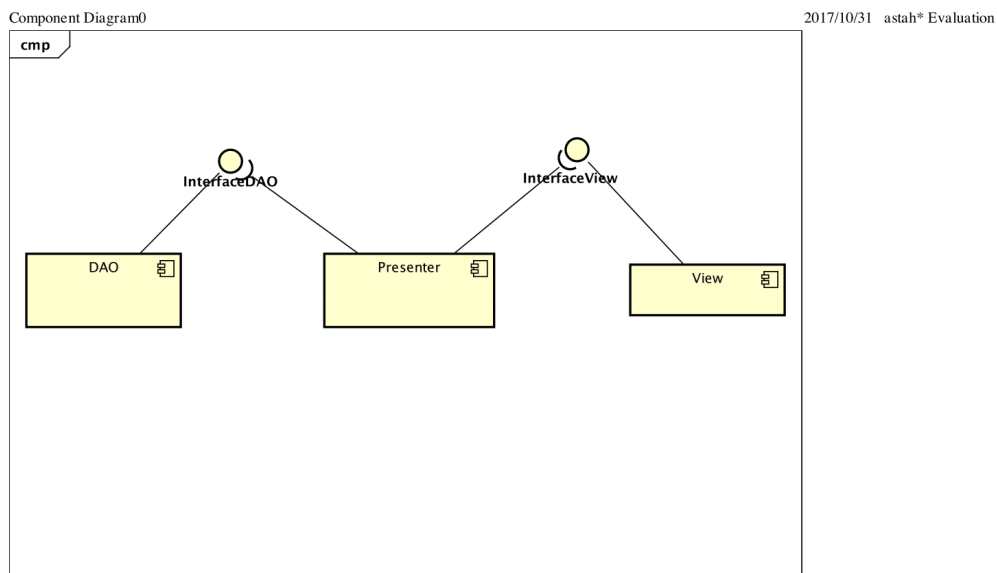 Component Diagram0
2017/10/31 astah* Evaluation
cmp
InterfaceDAO
InterfaceView
DAO
Presenter
View